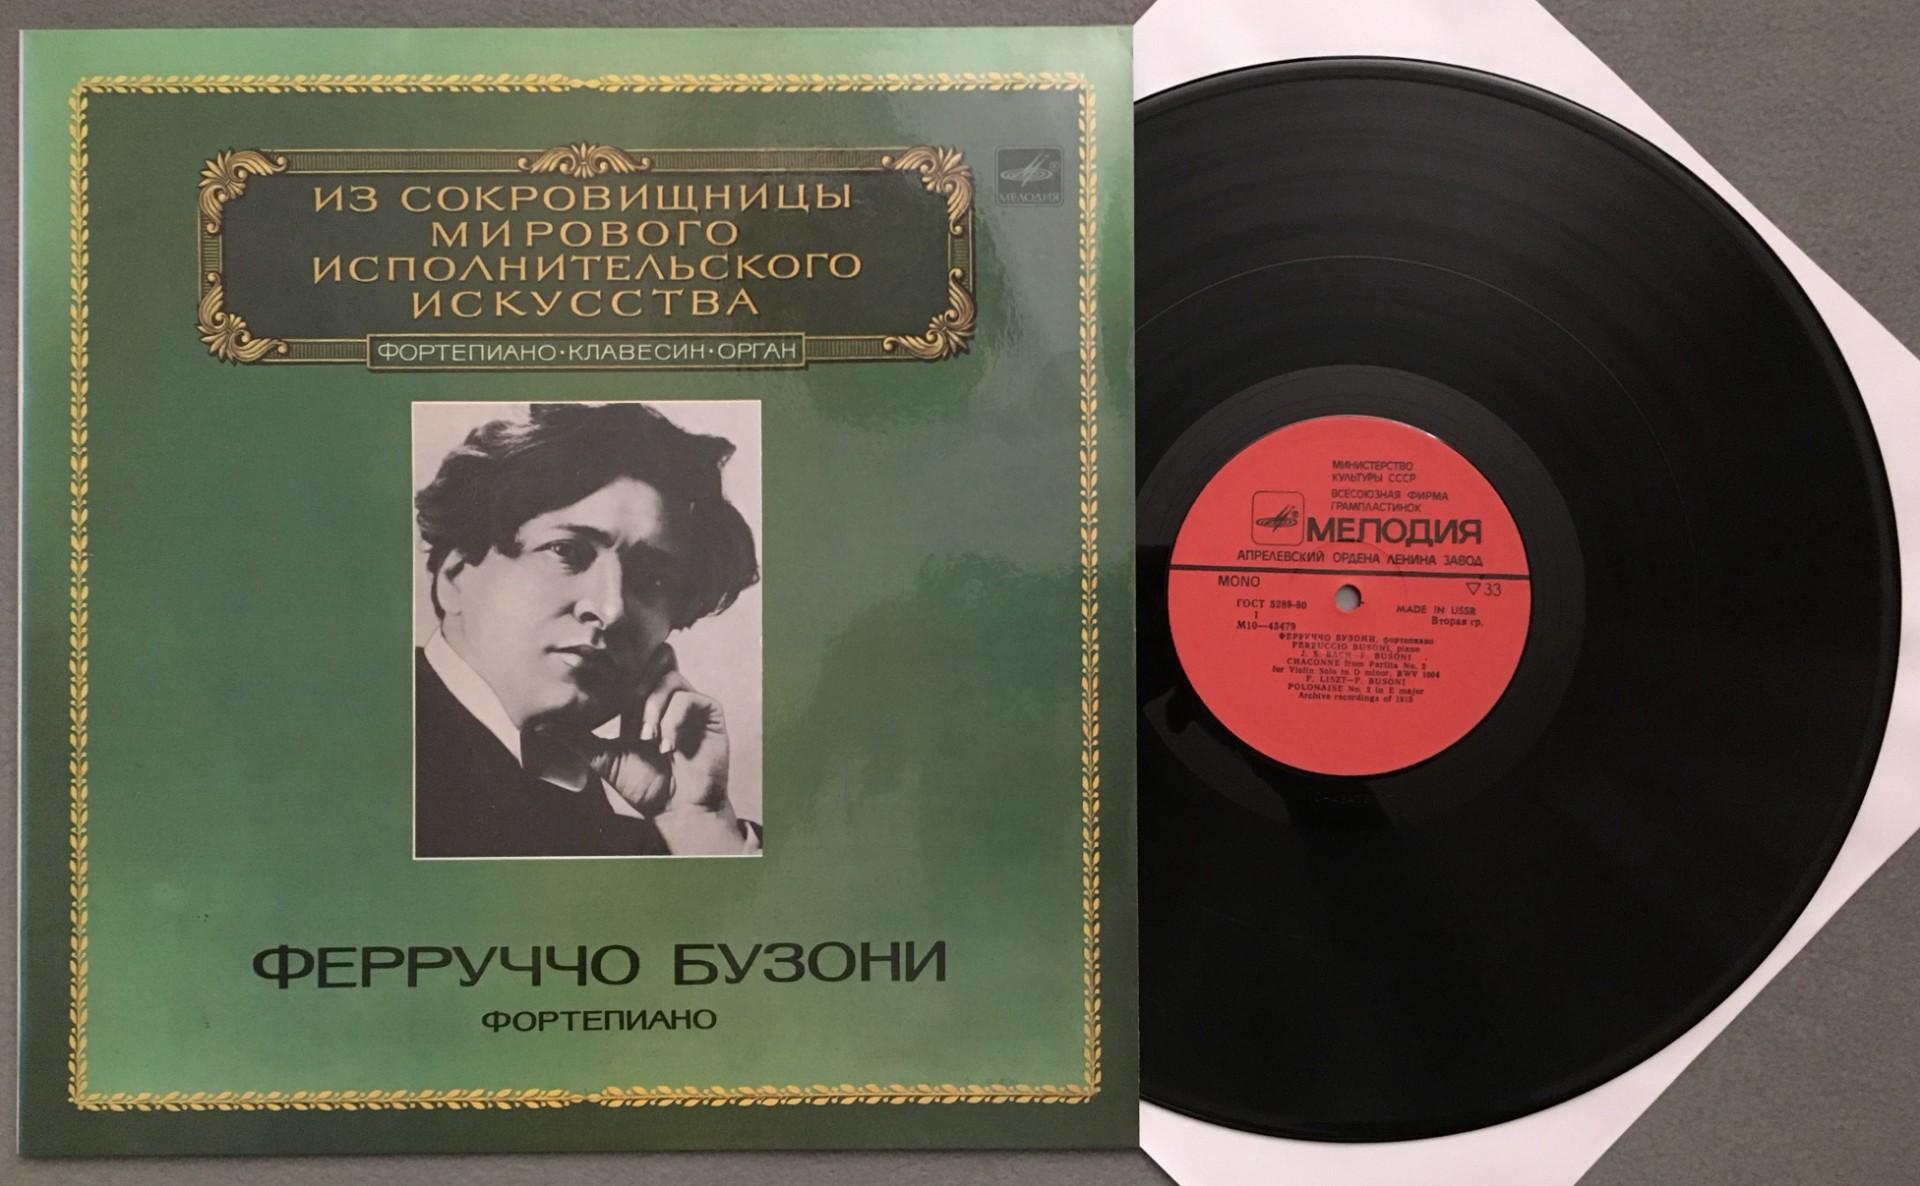 ИЗ СОКРОВИЩНИЦЫ
МИРОВОГО
ИСПОЛНИТЕЛЬСКОГО
ИСКУССТВА
ФОРТЕПИАНО·КЛАВЕСИН·ОРГАН
МЕЛОДИЯ
ФЕРРУЧЧО БУЗОНИ
ФОРТЕПИАНО
МИНИСТЕРСТВО
КУЛЬТУРЫ СССР
ВСЕСОЮЗНАЯ ФИРМА
ГРАМПЛАСТИНОК
МЕЛОДИЯ
АПРЕЛЕВСКИЙ ОРДЕНА ЛЕНИНА ЗАВОД
MONO
▽33
ГОСТ 5289-80
1
М10—43479
MADE IN USSR
Вторая гр.
ФЕРРУЧЧО БУЗОНИ, фортепиано
FERRUCCIO BUSONI, piano
J. S. BACH—F. BUSONI
CHACONNE from Partita No. 2
for Violin Solo in D minor, BWV 1004
F. LISZT—F. BUSONI
POLONAISE No. 2 in E major
Archive recordings of 1915